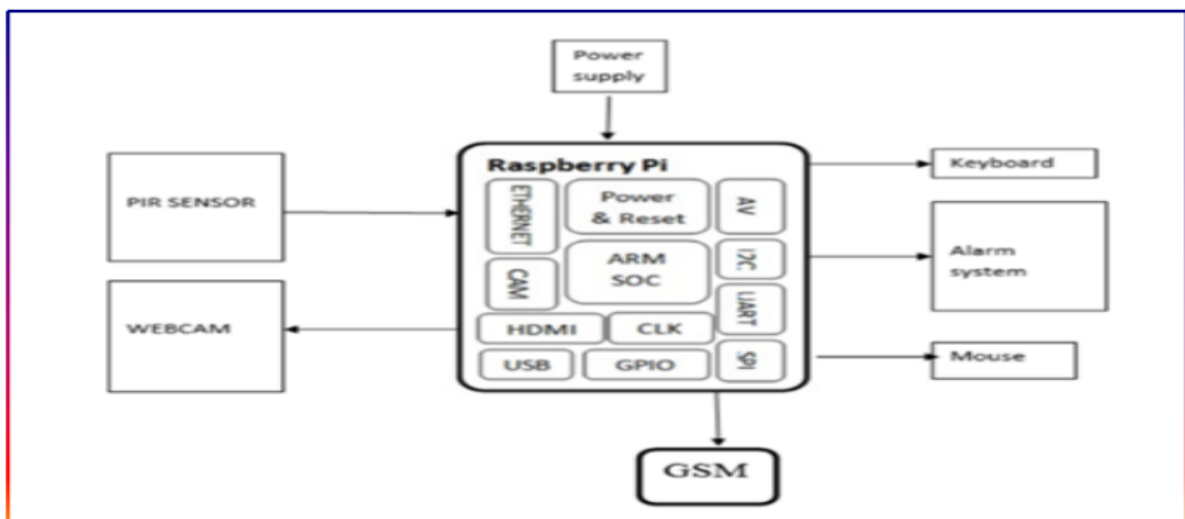 Power
supply
PIR SENSOR
WEBCAM
Raspberry Pi
ETHERNET
Power
& Reset
AV
CAM
ARM
SOC
I2C
UART
HDMI
CLK
USB
GPIO
SPI
Keyboard
Alarm
system
Mouse
GSM